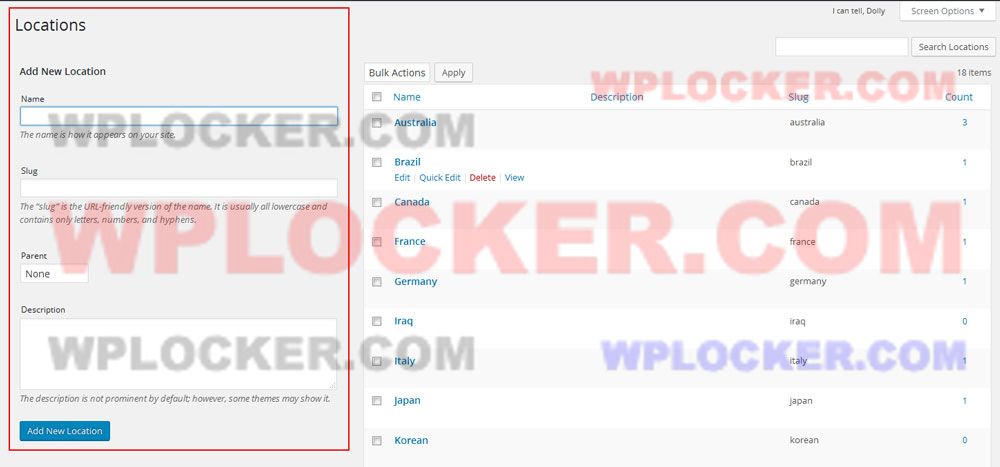 I can tell, Dolly
Screen Options
Locations
Search Locations
Add New Location
Bulk Actions
Apply
18 items
WPLOCKER.COM
Name
Name
Description
Slug
Count
The name is how it appears on your site.
WPLOCKER.COM
Australia
australia
3
Slug
The "slug" is the URL-friendly version of the name. It is usually all lowercase and
contains only letters, numbers, and hyphens.
Brazil
brazil
1
Edit | Quick Edit | Delete | View
Canada
canada
1
WPLOCKER.COM
Parent
None
France
france
1
Germany
germany
1
Description
Iraq
iraq
0
WPLOCKER.COM
WPLOCKER.COM
Italy
italy
1
The description is not prominent by default; however, some themes may show it.
Japan
japan
1
Add New Location
Korean
korean
0